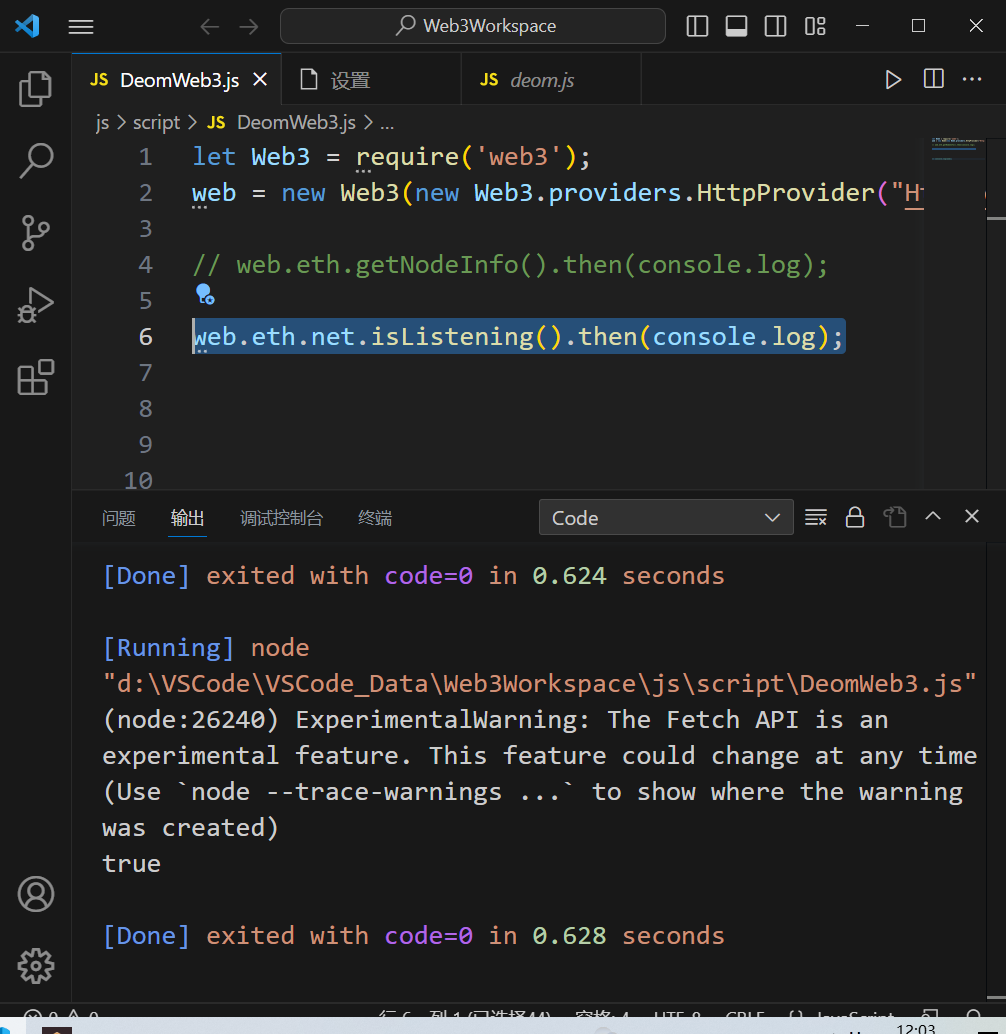 Web3Workspace
JS DeomWeb3.js
设置
JS deom.js
js > script > JS DeomWeb3.js > ...
1 let Web3 = require('web3');
2 web = new Web3(new Web3.providers.HttpProvider("H
3
4 // web.eth.getNodeInfo().then(console.log);
5
6 web.eth.net.isListening().then(console.log);
7
8
9
10
问题 输出 调试控制台 终端 Code
[Done] exited with code=0 in 0.624 seconds
[Running] node
"d:\VSCode\VSCode_Data\Web3Workspace\js\script\DeomWeb3.js"
(node:26240) ExperimentalWarning: The Fetch API is an
experimental feature. This feature could change at any time
(Use `node --trace-warnings ...` to show where the warning
was created)
true
[Done] exited with code=0 in 0.628 seconds
0 0 行 6, 列 1 (已选择44) 空格: 4 UTF-8 CRLF {} JavaScript
12:03